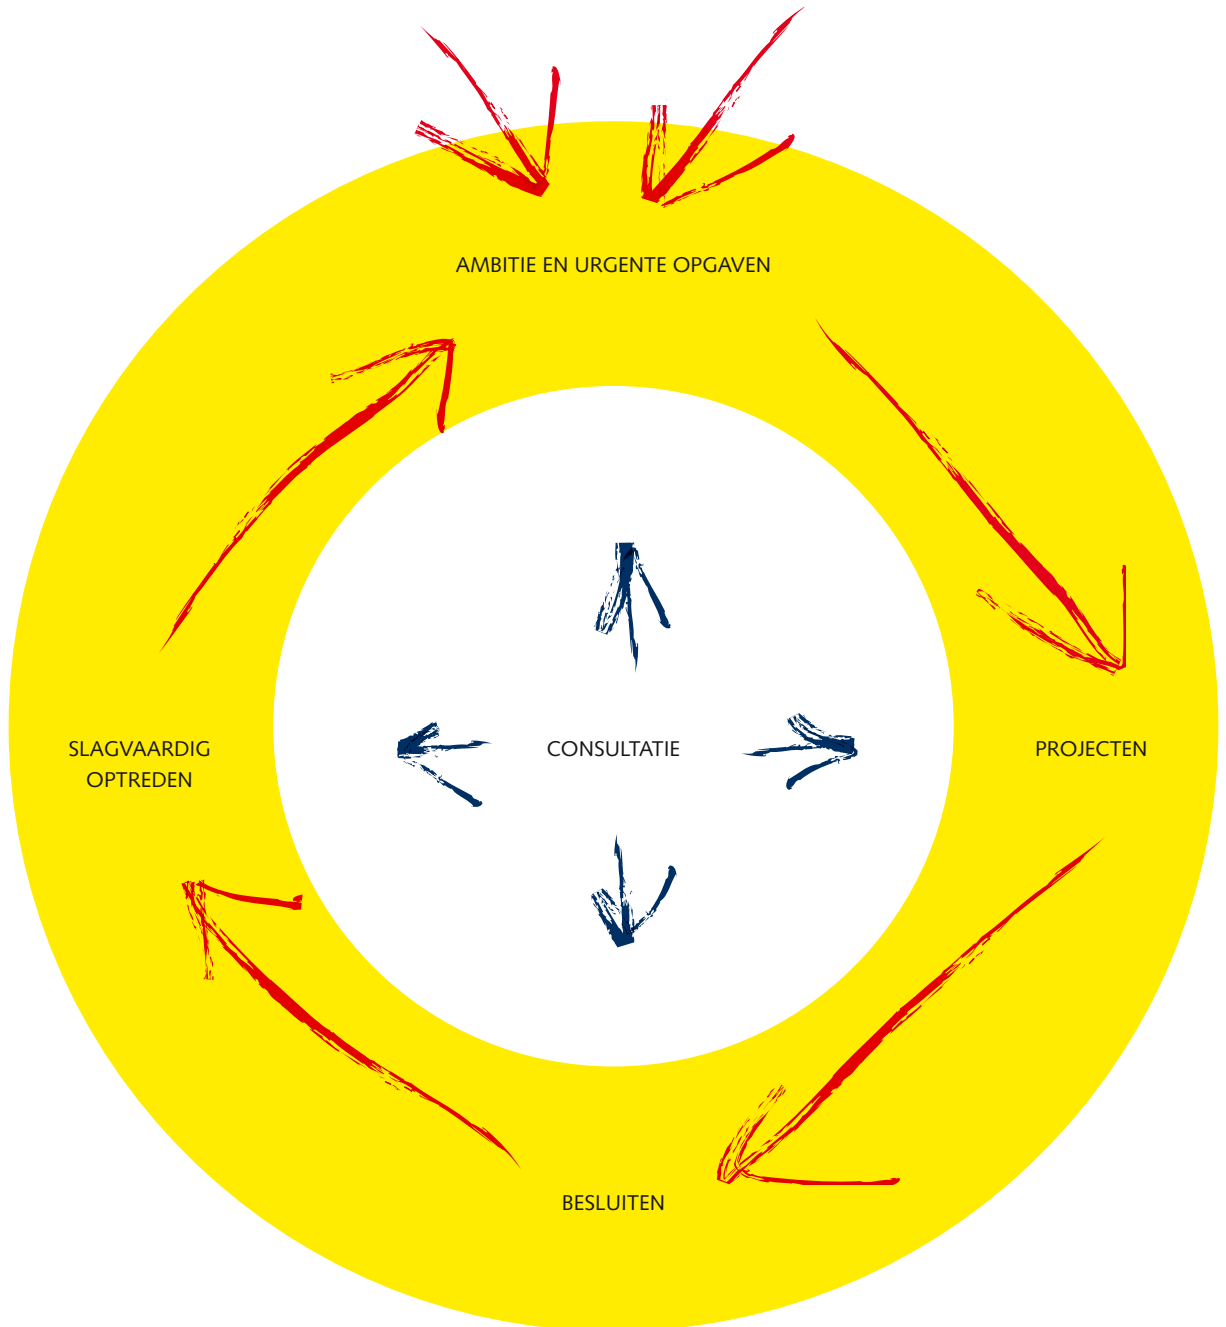 AMBITIE EN URGENTE OPGAVEN
SLAGVAARDIG
OPTREDEN
CONSULTATIE
PROJECTEN
BESLUITEN